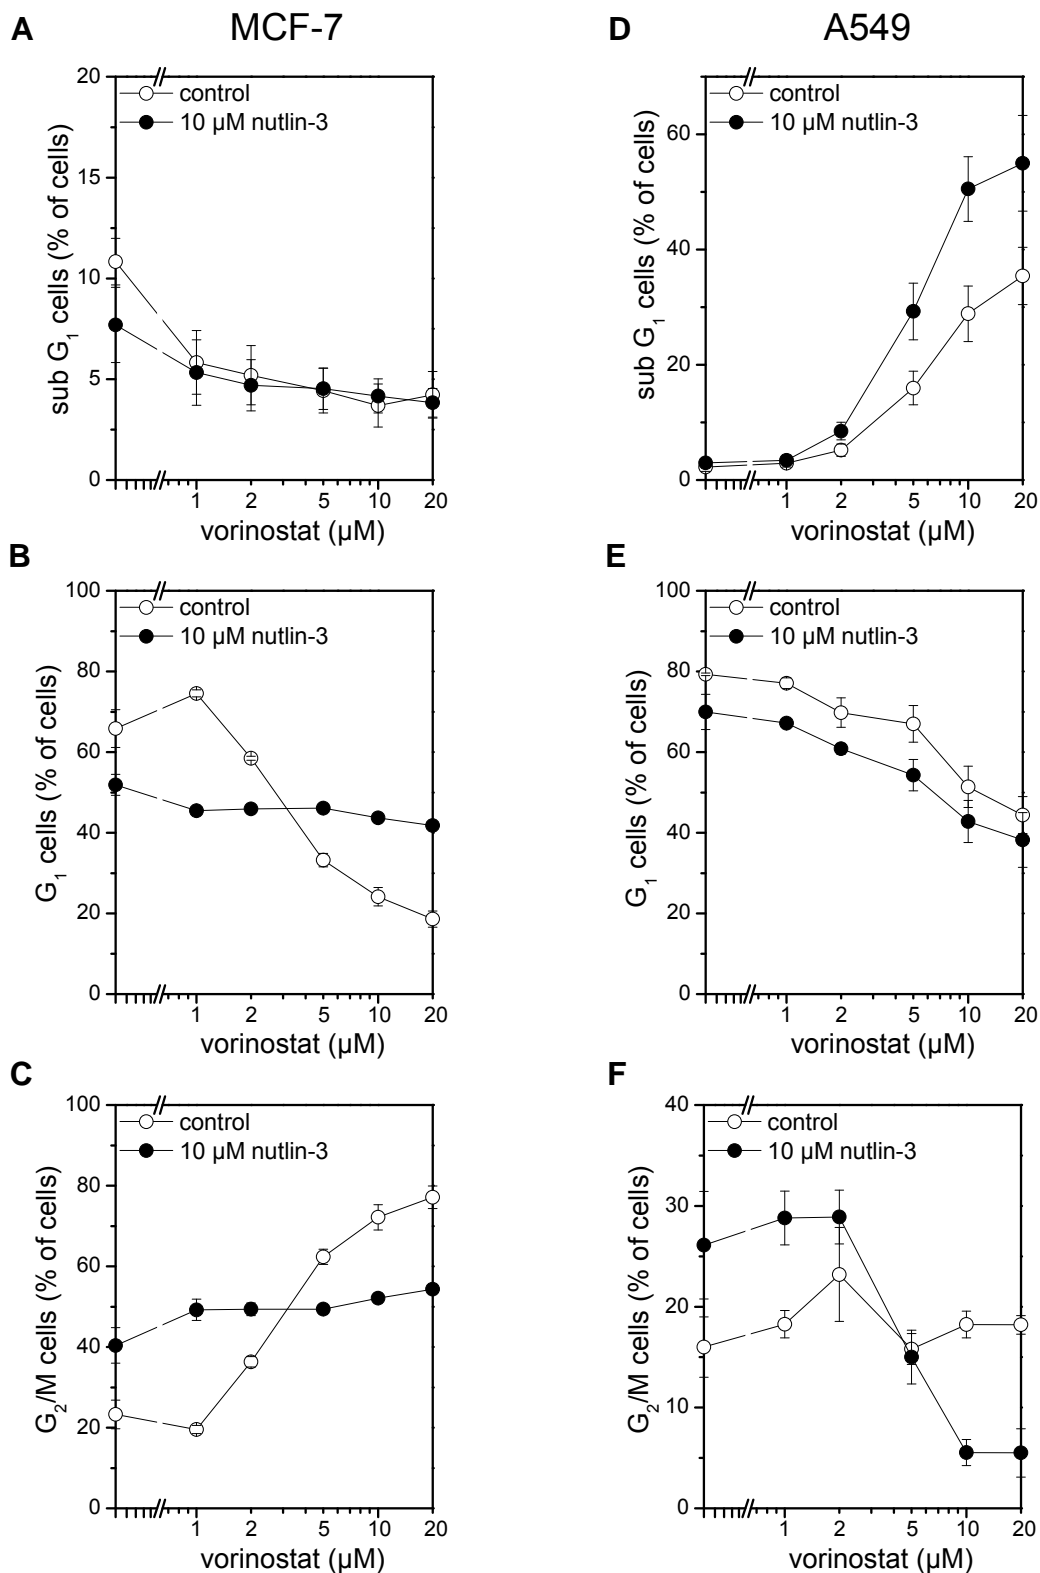 A MCF-7
20
15
10
5
0
sub G₁ cells (% of cells)
control
10 µM nutlin-3
1 2 5 10 20
vorinostat (µM)
B
100
80
60
40
20
0
G₁ cells (% of cells)
control
10 µM nutlin-3
1 2 5 10 20
vorinostat (µM)
C
100
80
60
40
20
0
G₂/M cells (% of cells)
control
10 µM nutlin-3
1 2 5 10 20
vorinostat (µM)
D A549
60
40
20
0
sub G₁ cells (% of cells)
control
10 µM nutlin-3
1 2 5 10 20
vorinostat (µM)
E
100
80
60
40
20
0
G₁ cells (% of cells)
control
10 µM nutlin-3
1 2 5 10 20
vorinostat (µM)
F
40
30
20
10
0
G₂/M cells (% of cells)
control
10 µM nutlin-3
1 2 5 10 20
vorinostat (µM)